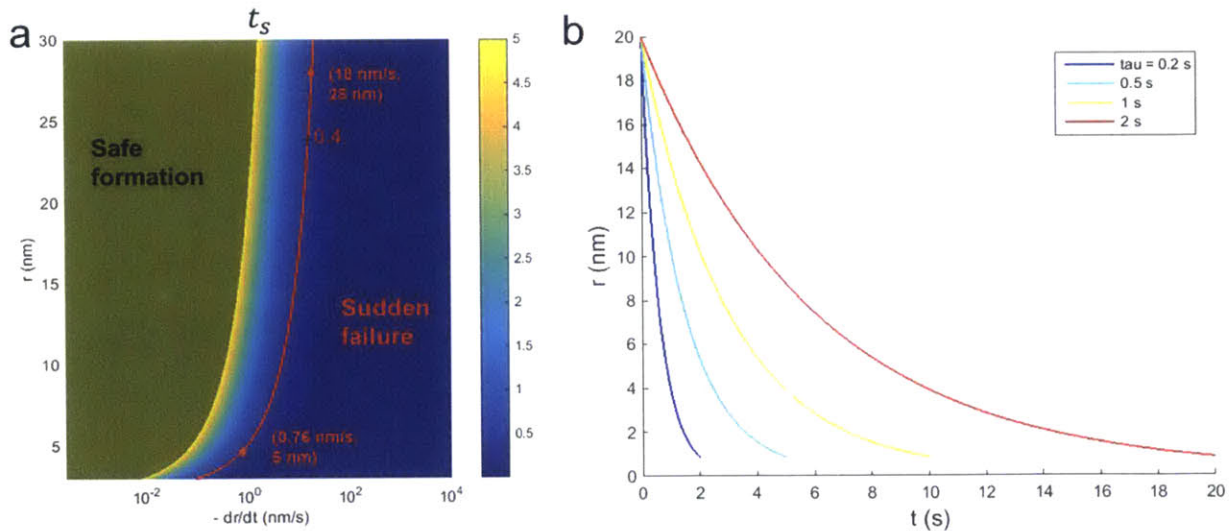 a
t_s
30
25
20
15
10
5
r (nm)
Safe
formation
(18 nm/s,
28 nm)
0.4
Sudden
failure
(0.76 nm/s,
5 nm)
10^-2
10^0
10^2
10^4
- dr/dt (nm/s)
5
4.5
4
3.5
3
2.5
2
1.5
1
0.5
b
20
18
16
14
12
10
8
6
4
2
0
r (nm)
tau = 0.2 s
0.5 s
1 s
2 s
0
2
4
6
8
10
12
14
16
18
20
t (s)